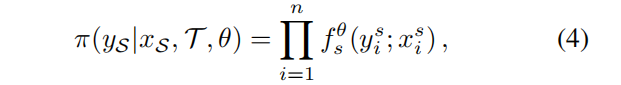 π(y_𝒮|x_𝒮, 𝒯, θ) = ∏_{i=1}^{n} f_s^θ(y_i^s; x_i^s) , (4)